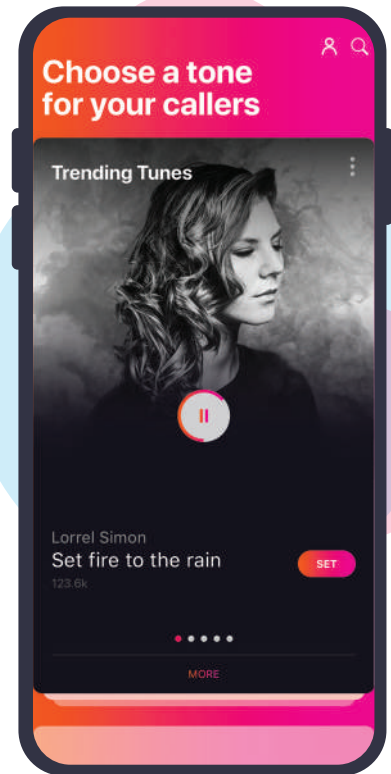 Choose a tone
for your callers
Trending Tunes
Lorrel Simon
Set fire to the rain
SET
123.6k
MORE